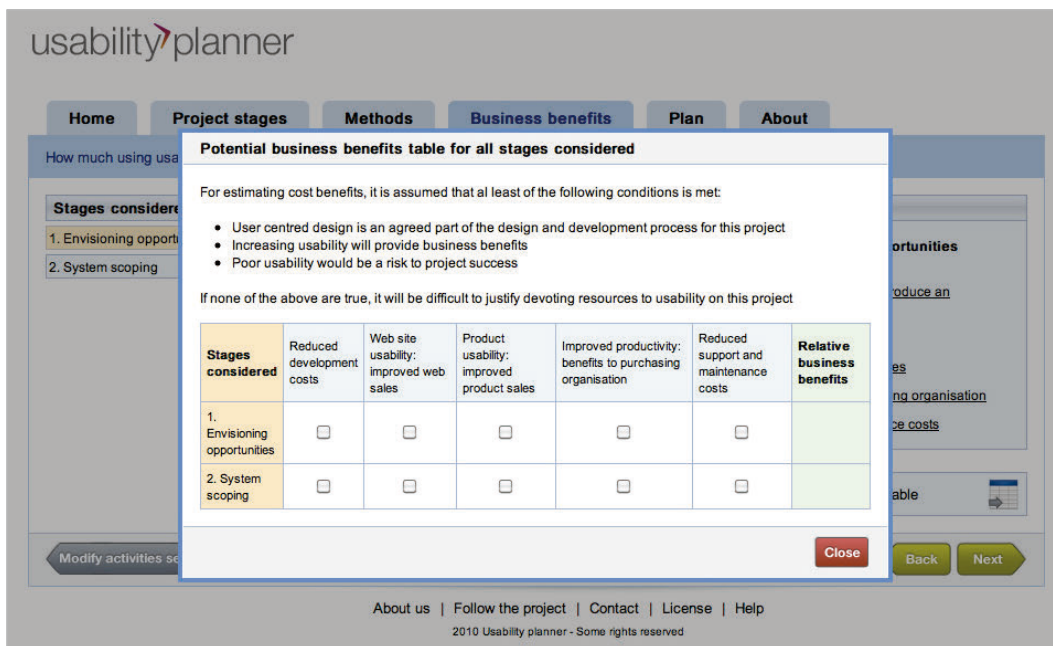 usability planner
Home Project stages Methods Business benefits Plan About
How much using usa
Stages considere
1. Envisioning opportu
2. System scoping
Potential business benefits table for all stages considered
For estimating cost benefits, it is assumed that al least of the following conditions is met:
• User centred design is an agreed part of the design and development process for this project
• Increasing usability will provide business benefits
• Poor usability would be a risk to project success
If none of the above are true, it will be difficult to justify devoting resources to usability on this project
Stages
considered
Reduced
development
costs
Web site
usability:
improved web
sales
Product
usability:
improved
product sales
Improved productivity:
benefits to purchasing
organisation
Reduced
support and
maintenance
costs
Relative
business
benefits
1.
Envisioning
opportunities
2. System
scoping
Close
ortunities
roduce an
es
ng organisation
ce costs
able
Modify activities se
Back
Next
About us | Follow the project | Contact | License | Help
2010 Usability planner - Some rights reserved